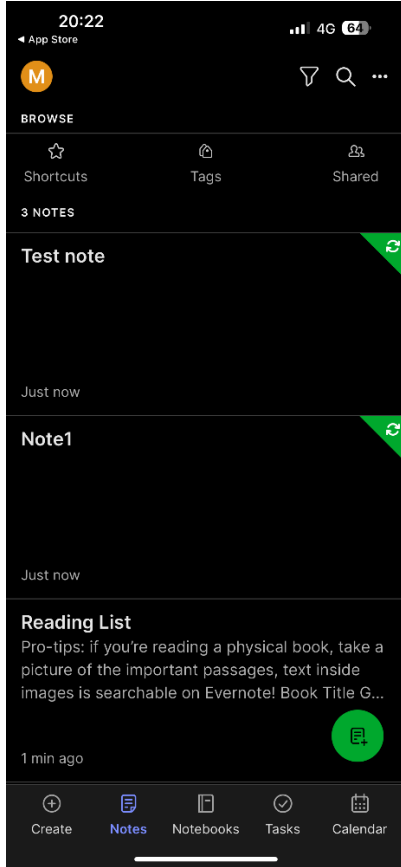 20:22
4G 64
◀ App Store
M
BROWSE
Shortcuts
Tags
Shared
3 NOTES
Test note
Just now
Note1
Just now
Reading List
Pro-tips: if you’re reading a physical book, take a
picture of the important passages, text inside
images is searchable on Evernote! Book Title G...
1 min ago
Create
Notes
Notebooks
Tasks
Calendar